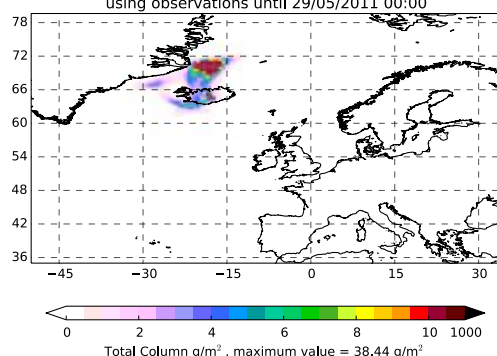 using observations until 29/05/2011 00:00
78
72
66
60
54
48
42
36
−45 −30 −15 0 15 30
0 2 4 6 8 10 1000
Total Column g/m² , maximum value = 38.44 g/m²